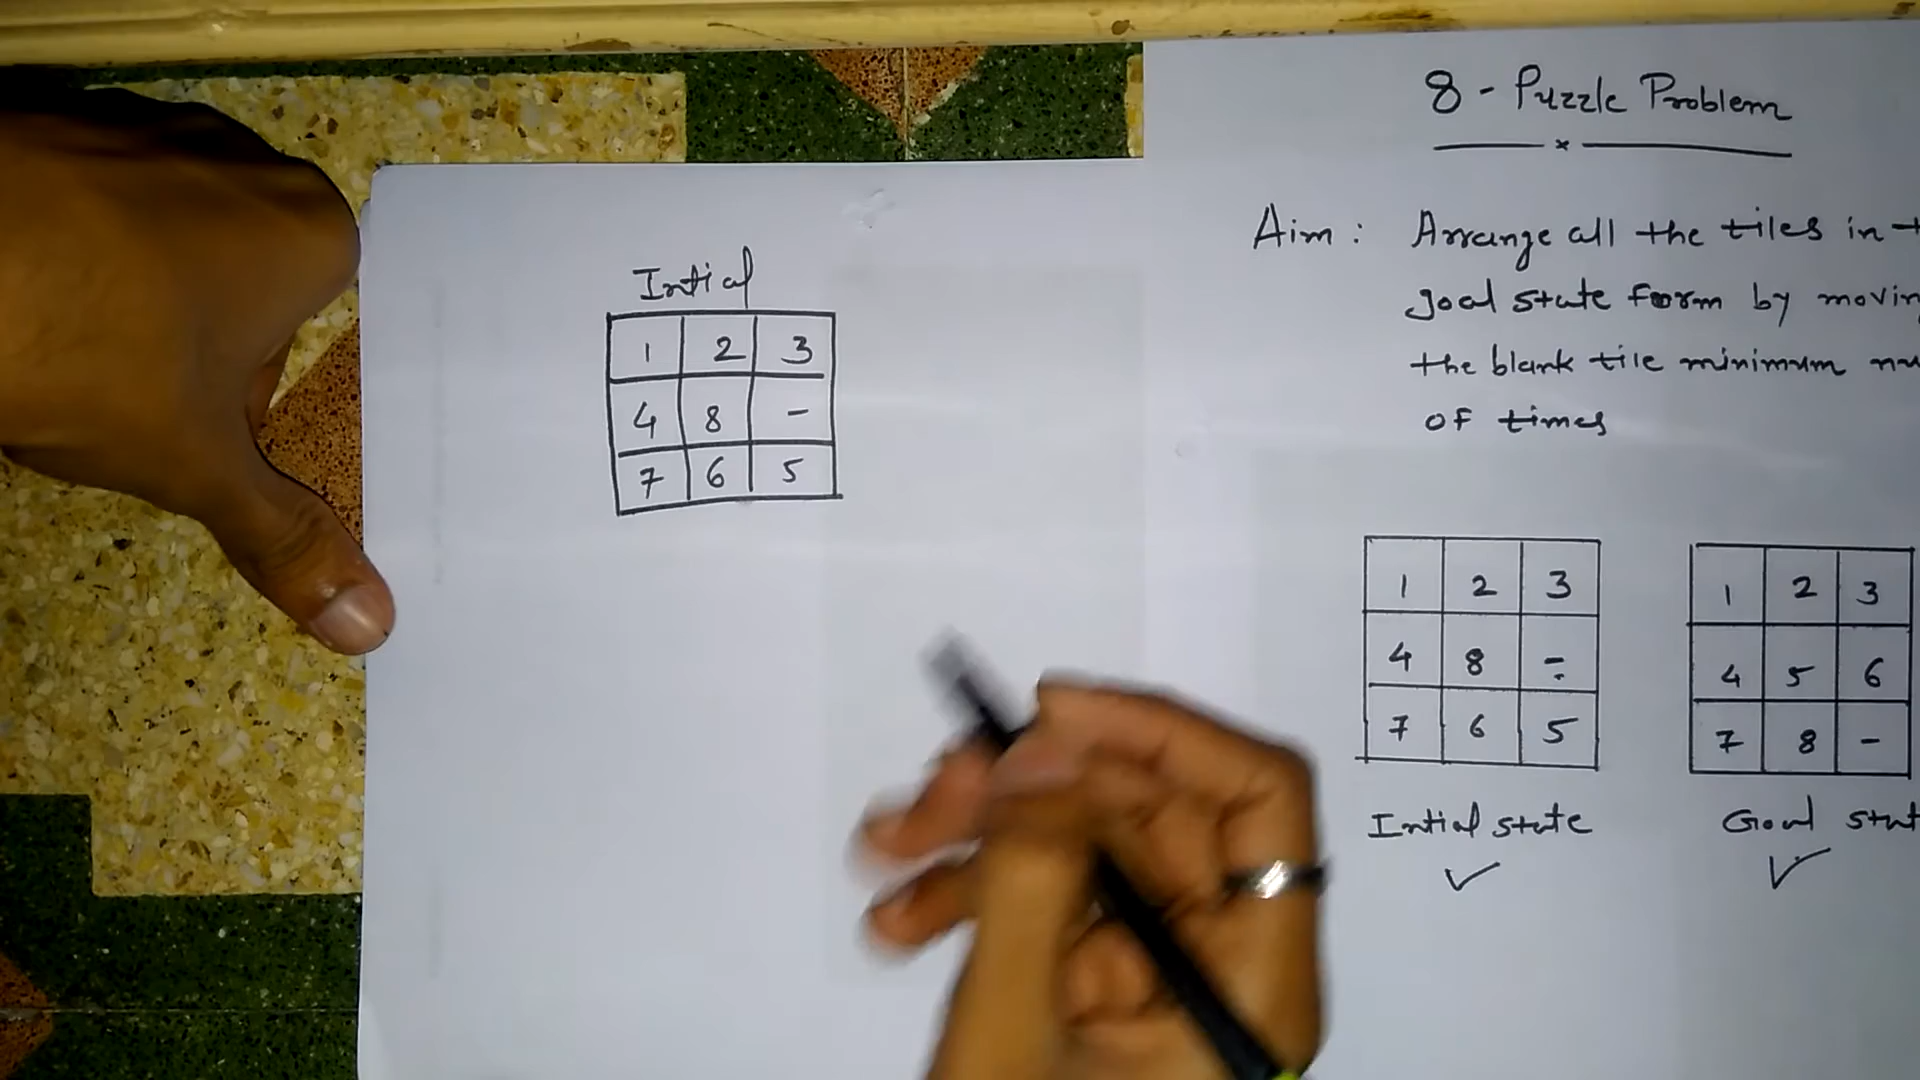 Intial
1 2 3
4 8 -
7 6 5
8 - Puzzle Problem
Aim : Arrange all the tiles in
goal state form by
the blank tile minimum
of times
1 2 3
4 8 -
7 6 5
Intial state
1 2 3
4 5 6
7 8 -
Goal